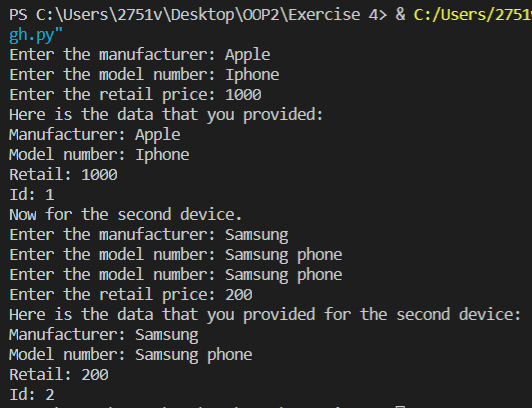 PS C:\Users\2751v\Desktop\OOP2\Exercise 4> & C:/Users/2751
gh.py"
Enter the manufacturer: Apple
Enter the model number: Iphone
Enter the retail price: 1000
Here is the data that you provided:
Manufacturer: Apple
Model number: Iphone
Retail: 1000
Id: 1
Now for the second device.
Enter the manufacturer: Samsung
Enter the model number: Samsung phone
Enter the model number: Samsung phone
Enter the retail price: 200
Here is the data that you provided for the second device:
Manufacturer: Samsung
Model number: Samsung phone
Retail: 200
Id: 2